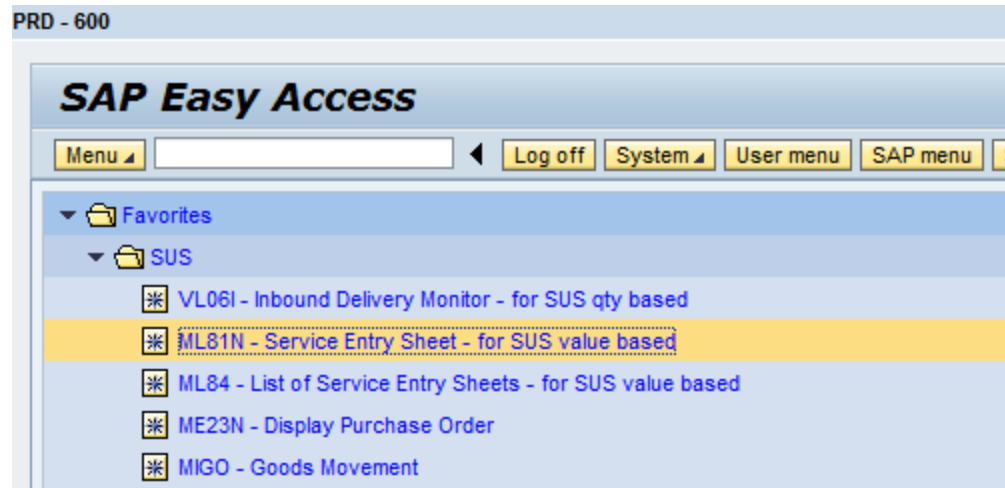 PRD - 600
SAP Easy Access
Menu Log off System User menu SAP menu
Favorites
SUS
VL06I - Inbound Delivery Monitor - for SUS qty based
ML81N - Service Entry Sheet - for SUS value based
ML84 - List of Service Entry Sheets - for SUS value based
ME23N - Display Purchase Order
MIGO - Goods Movement